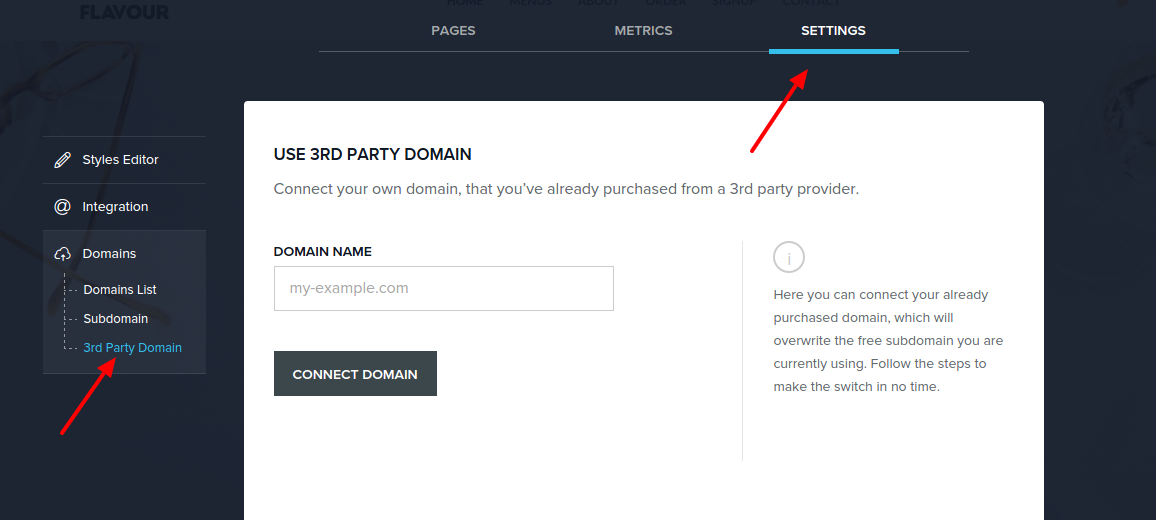 FLAVOUR
HOME MENUS ABOUT ORDER SIGNUP CONTACT
PAGES METRICS SETTINGS
Styles Editor
Integration
Domains
Domains List
Subdomain
3rd Party Domain
USE 3RD PARTY DOMAIN
Connect your own domain, that you’ve already purchased from a 3rd party provider.
DOMAIN NAME
my-example.com
CONNECT DOMAIN
Here you can connect your already
purchased domain, which will
overwrite the free subdomain you are
currently using. Follow the steps to
make the switch in no time.